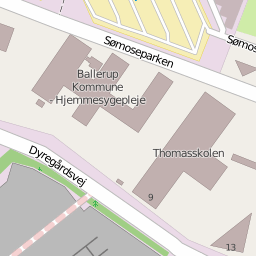 Sømoseparken
Sømos
Ballerup
Kommune
Hjemmesygepleje
Thomasskolen
Dyregårdsvej
9
13